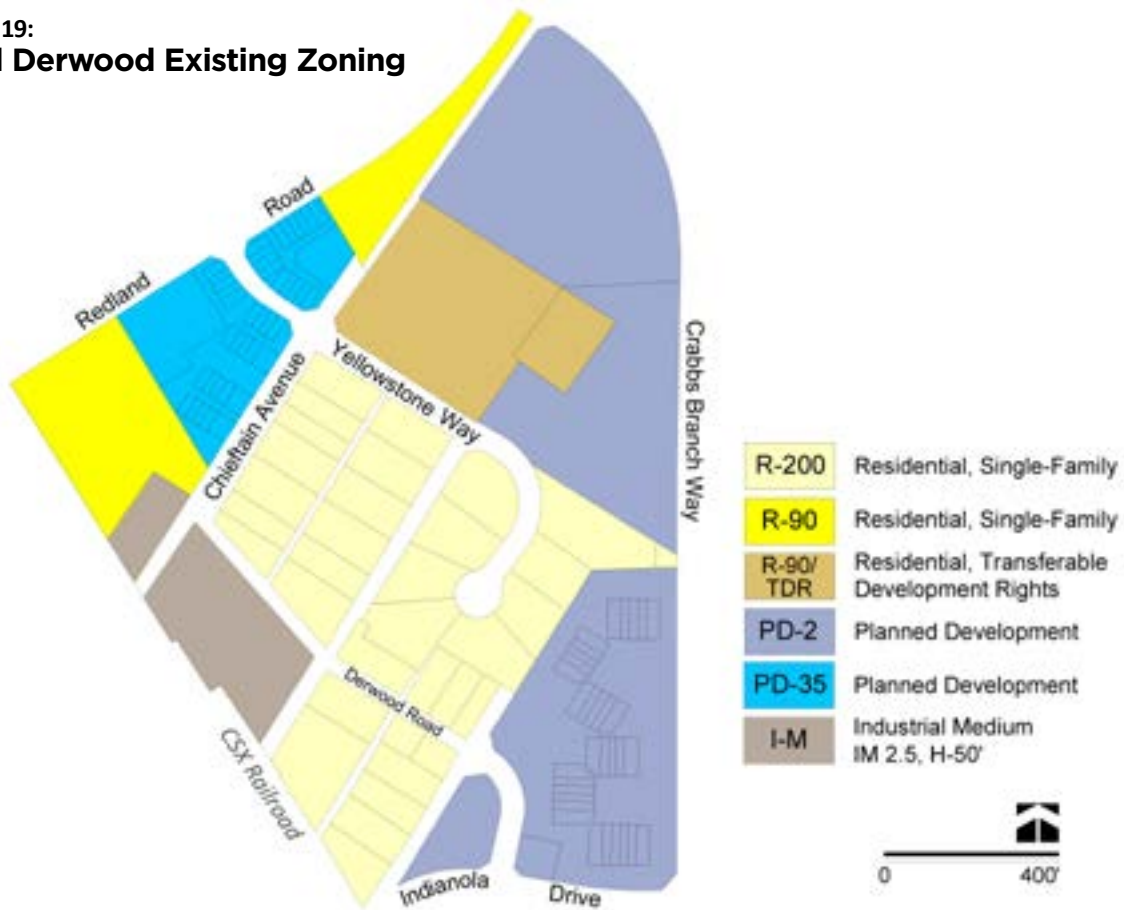 19:
Derwood Existing Zoning
Road
Redland
Chieftain Avenue
Yellowstone Way
Crabbs Branch Way
Derwood Road
CSX Railroad
Indianola Drive
R-200 Residential, Single-Family
R-90 Residential, Single-Family
R-90/
TDR
Residential, Transferable
Development Rights
PD-2 Planned Development
PD-35 Planned Development
I-M
Industrial Medium
IM 2.5, H-50'
0 400'